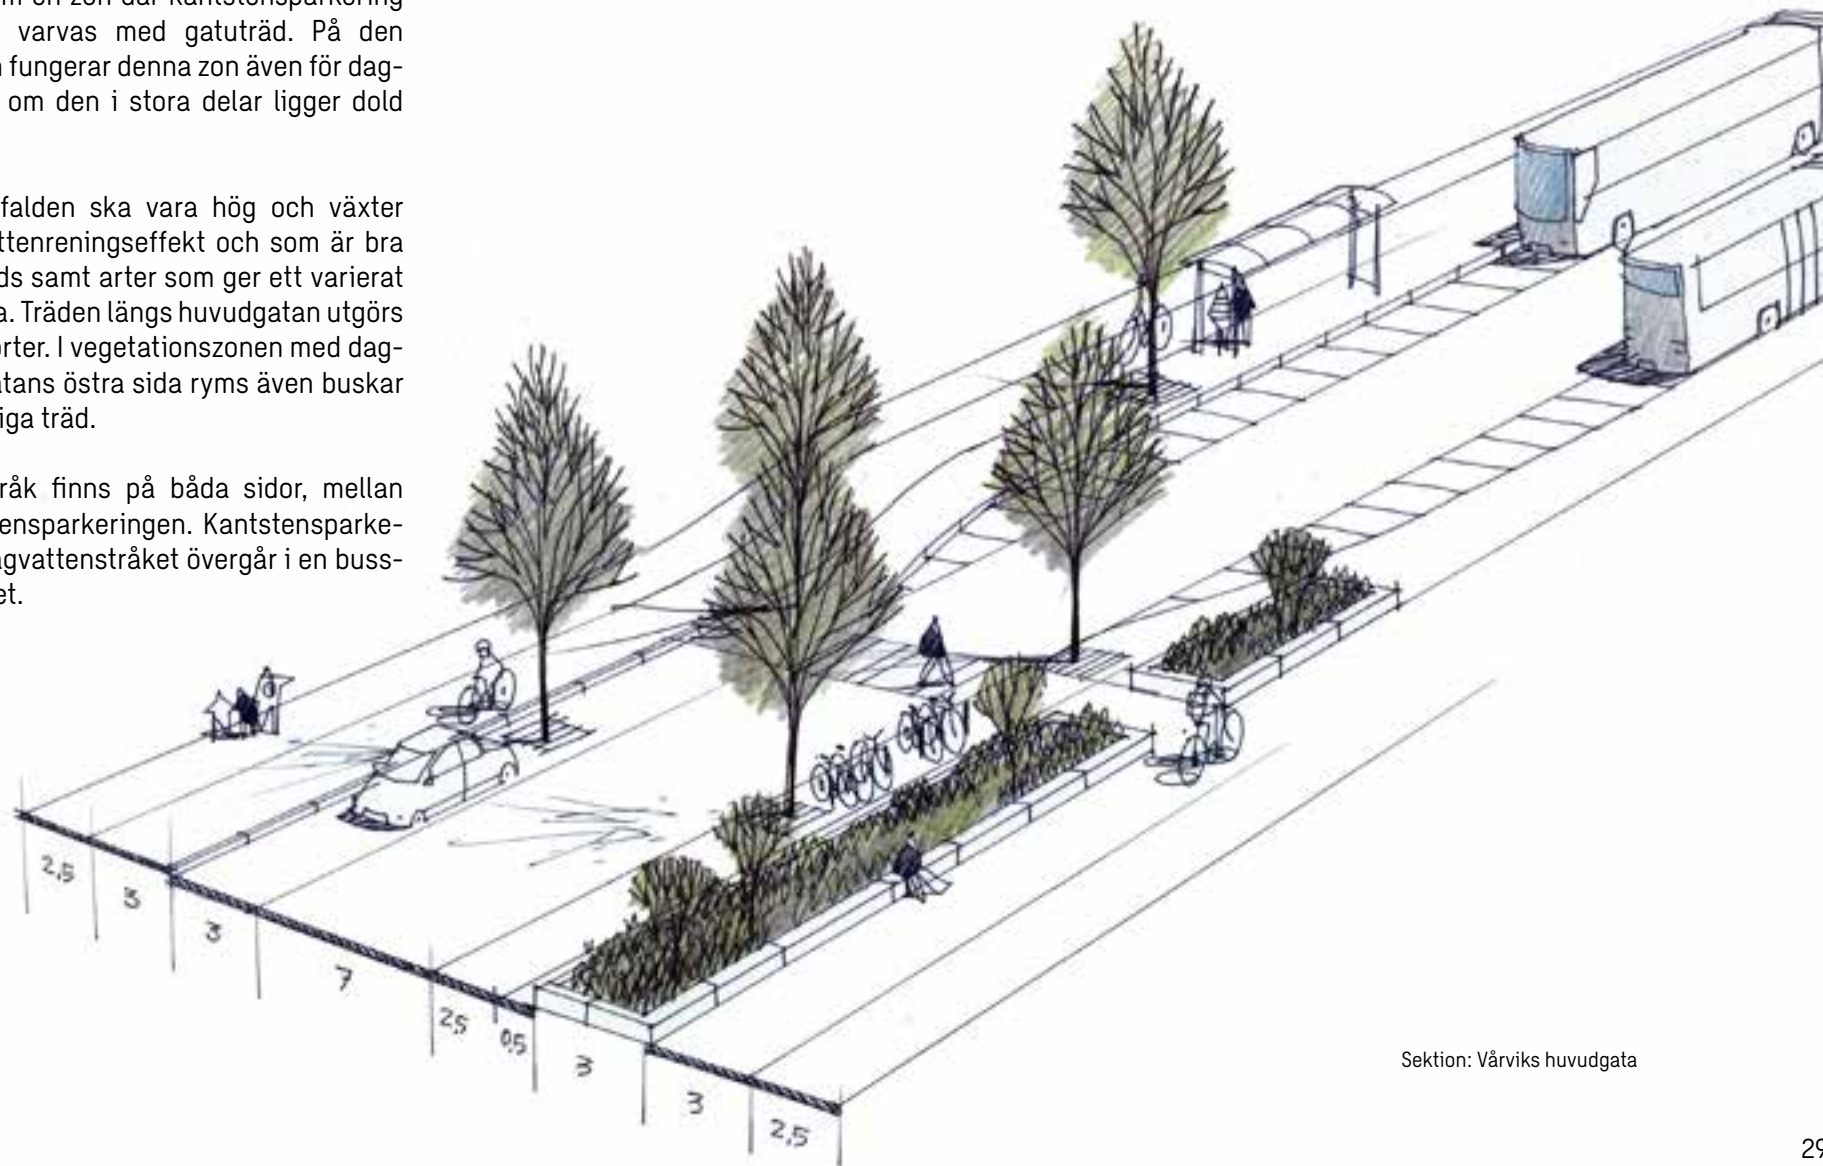 en zon där kantstensparkering
varvas med gatuträd. På den
fungerar denna zon även för dag-
om den i stora delar ligger dold
falden ska vara hög och växter
ttenreningseffekt och som är bra
ds samt arter som ger ett varierat
a. Träden längs huvudgatan utgörs
orter. I vegetationszonen med dag-
atans östra sida ryms även buskar
iga träd.
råk finns på båda sidor, mellan
ensparkeringen. Kantstensparke-
agvattenstråket övergår i en buss-
et.
2,5
3
3
7
2,5
0,5
3
3
2,5
Sektion: Vårviks huvudgata
29